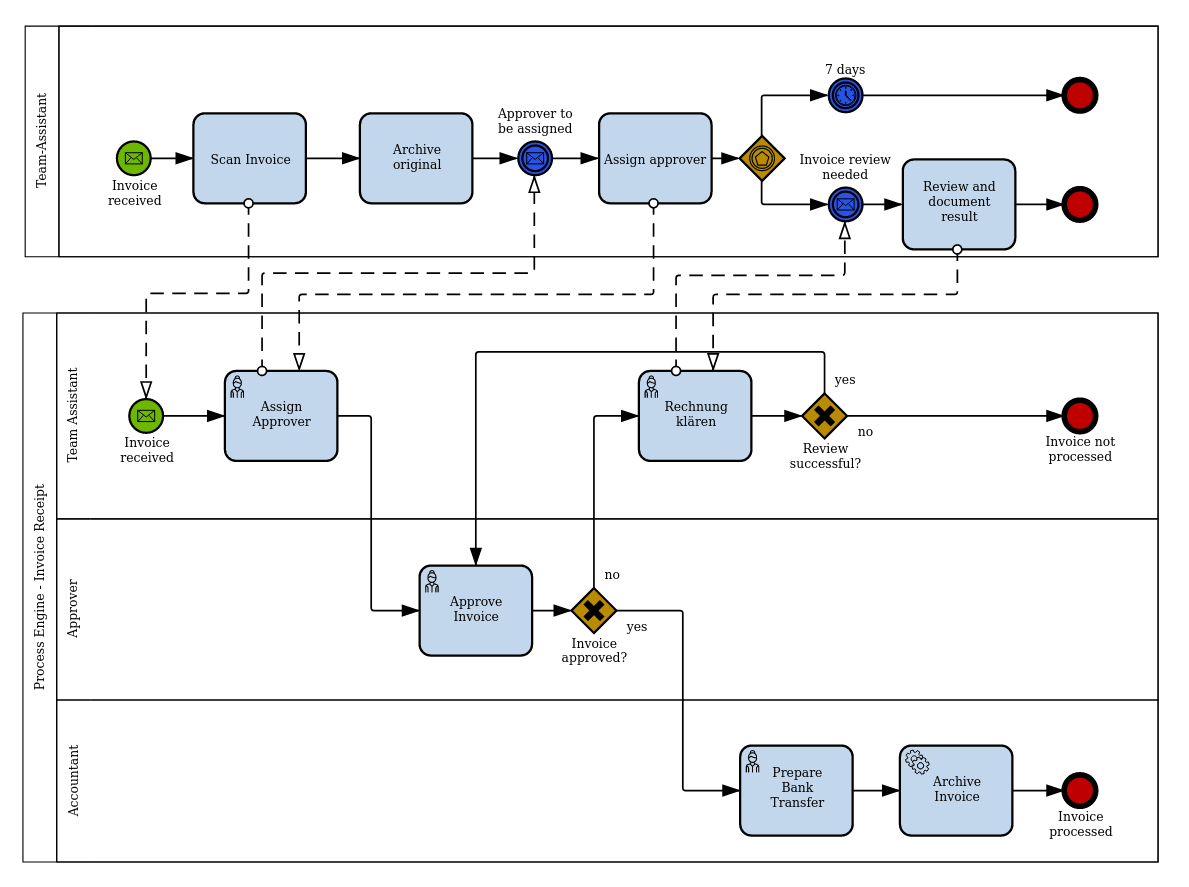 Team-Assistant
Invoice
received
Scan Invoice
Archive
original
Approver to
be assigned
Assign approver
7 days
Invoice review
needed
Review and
document
result
Process Engine - Invoice Receipt
Team Assistant
Invoice
received
Assign
Approver
Rechnung
klären
yes
no
Review
successful?
Invoice not
processed
Approver
Approve
Invoice
no
yes
Invoice
approved?
Accountant
Prepare
Bank
Transfer
Archive
Invoice
Invoice
processed